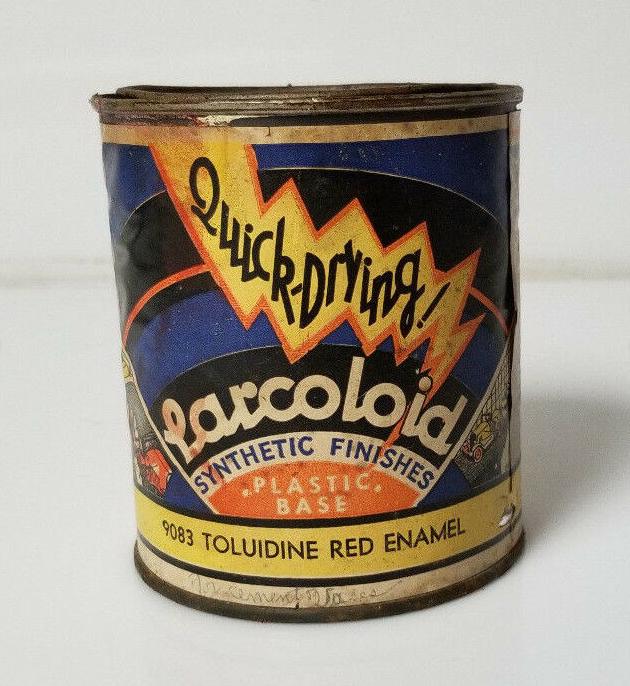 Quick-Drying!
Larcoloid
SYNTHETIC FINISHES
PLASTIC
BASE
9083 TOLUIDINE RED ENAMEL